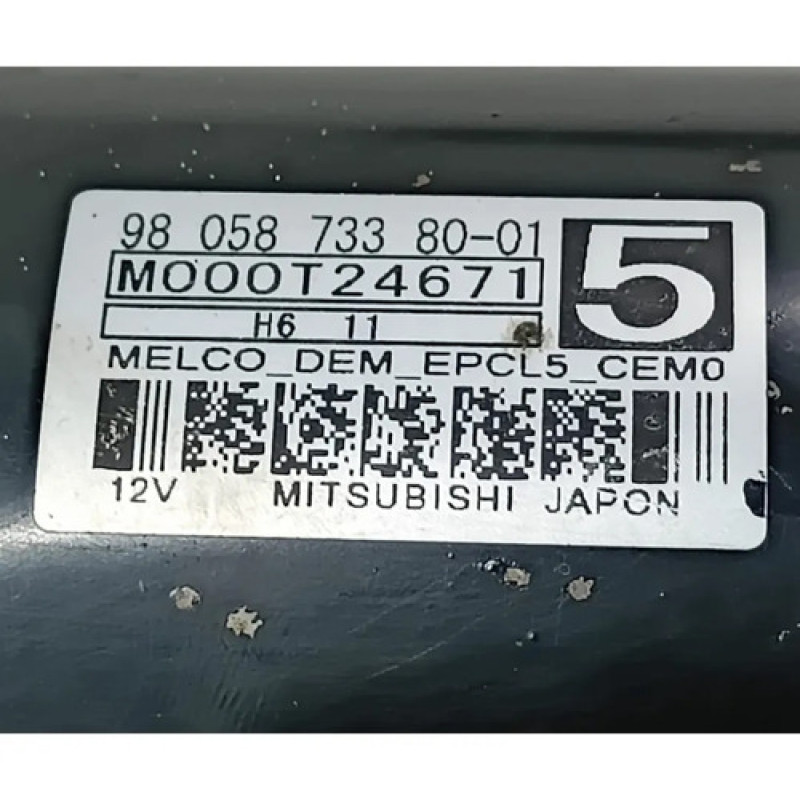 98 058 733 80-01
M000T24671
5
H6 11
MELCO_DEM_EPCL5_CEM0
12V MITSUBISHI JAPON